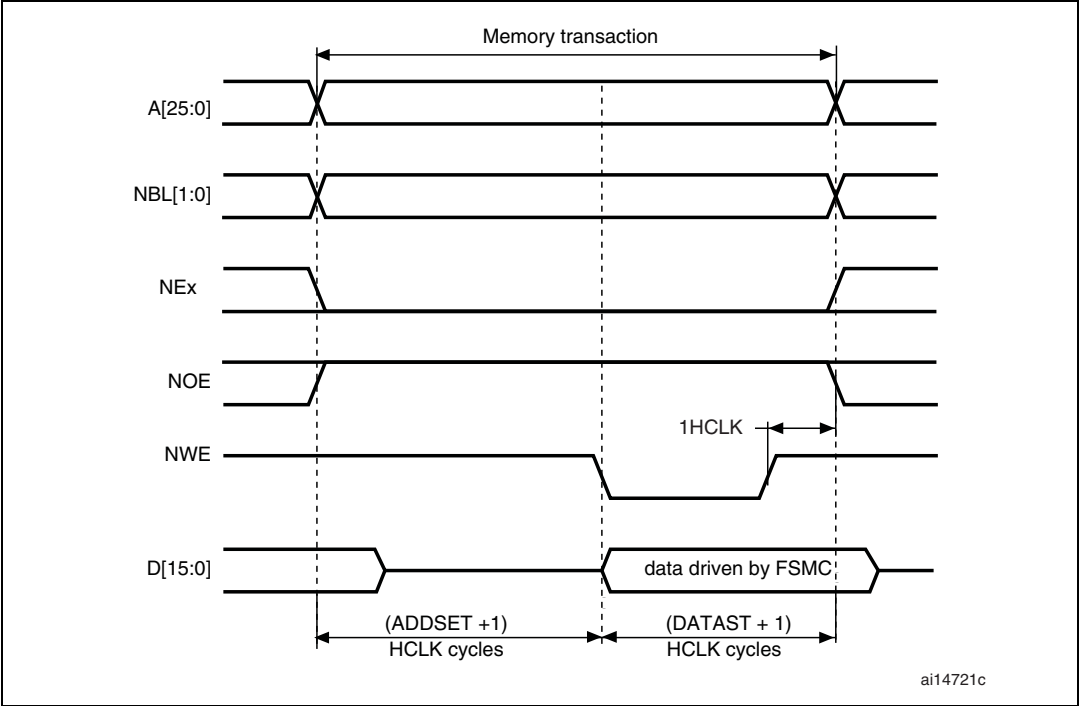 Memory transaction
A[25:0]
NBL[1:0]
NEx
NOE
1HCLK
NWE
D[15:0]
data driven by FSMC
(ADDSET +1)
HCLK cycles
(DATAST + 1)
HCLK cycles
ai14721c